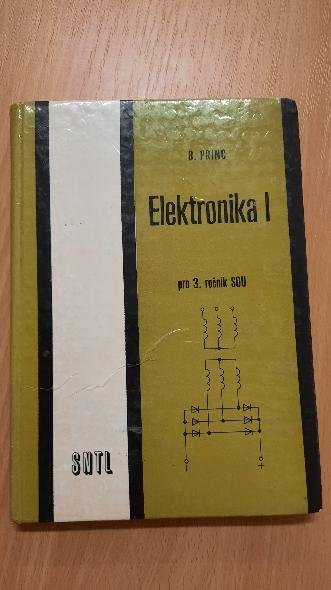 B. PRINC
Elektronika I
pro 3. ročník SOU
SNTL